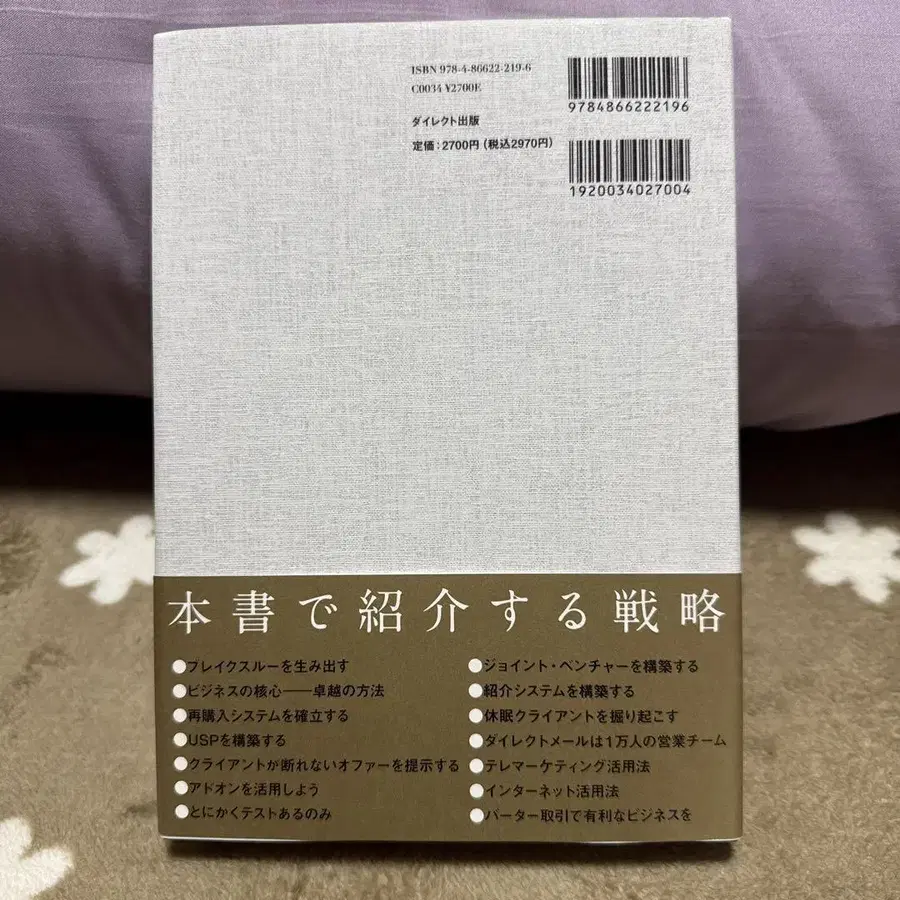 ISBN 978-4-86622-219-6
C0034 ¥2700E
ダイレクト出版
定価：2700円（税込2970円）
9784866222196
1920034027004
本書で紹介する戦略
●ブレイクスルーを生み出す
●ビジネスの核心──卓越の方法
●再購入システムを確立する
●USPを構築する
●クライアントが断れないオファーを提示する
●アドオンを活用しよう
●とにかくテストあるのみ
●ジョイント・ベンチャーを構築する
●紹介システムを構築する
●休眠クライアントを掘り起こす
●ダイレクトメールは1万人の営業チーム
●テレマーケティング活用法
●インターネット活用法
●バーター取引で有利なビジネスを